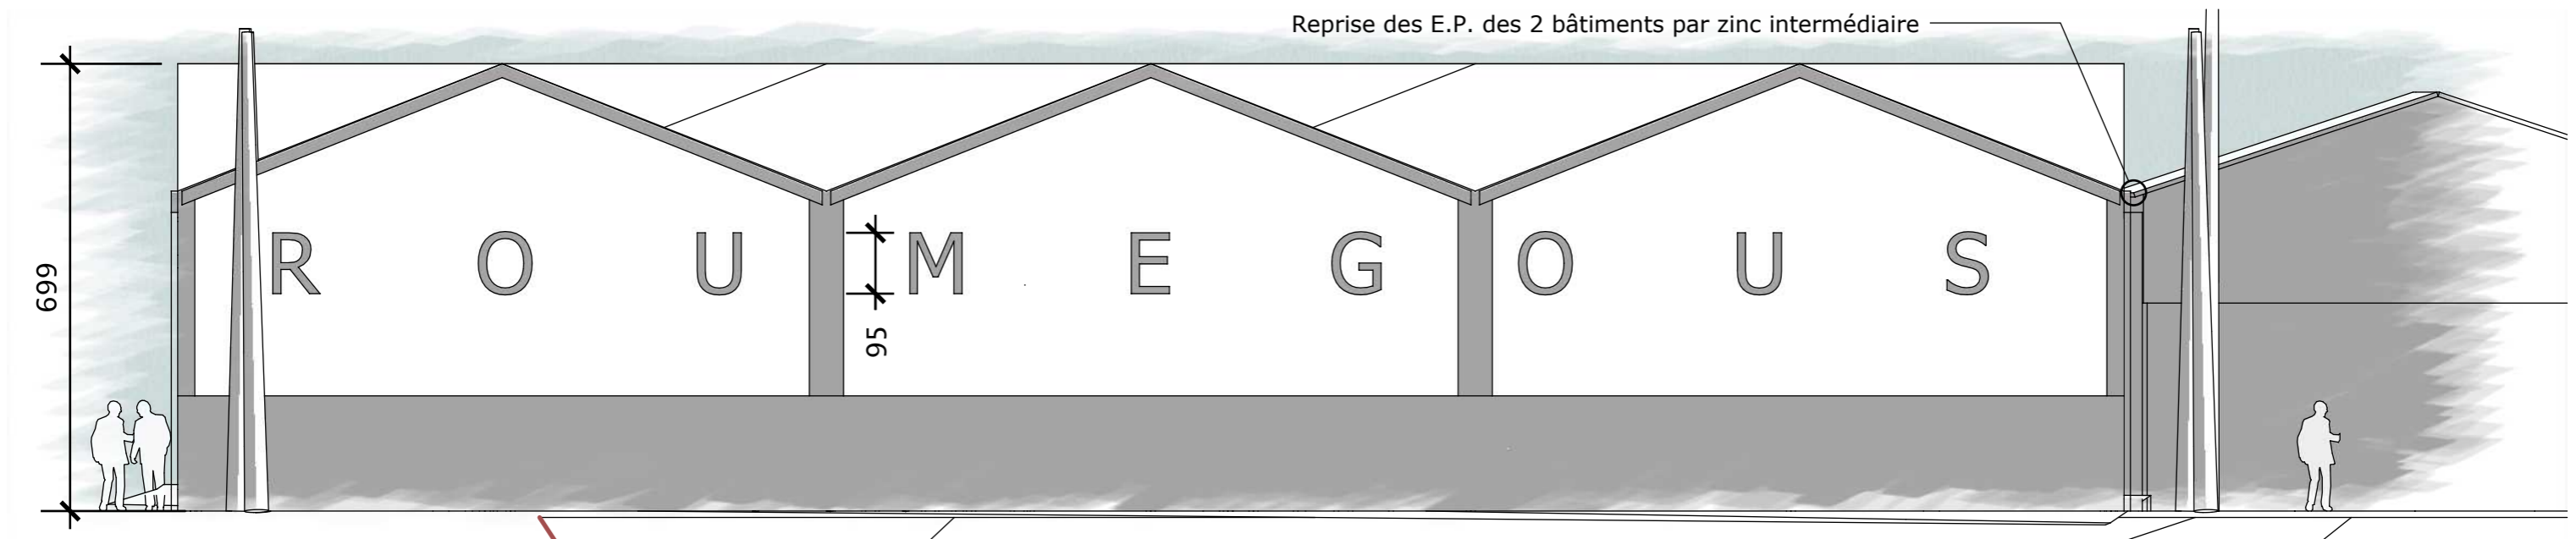 Reprise des E.P. des 2 bâtiments par zinc intermédiaire
699
R O U M E G O U S
95